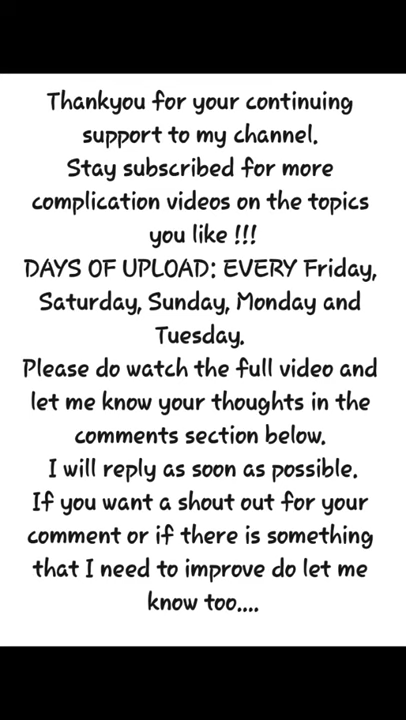 Thankyou for your continuing
support to my channel.
Stay subscribed for more
complication videos on the topics
you like !!!
DAYS OF UPLOAD: EVERY Friday,
Saturday, Sunday, Monday and
Tuesday.
Please do watch the full video and
let me know your thoughts in the
comments section below.
I will reply as soon as possible.
If you want a shout out for your
comment or if there is something
that I need to improve do let me
know too....